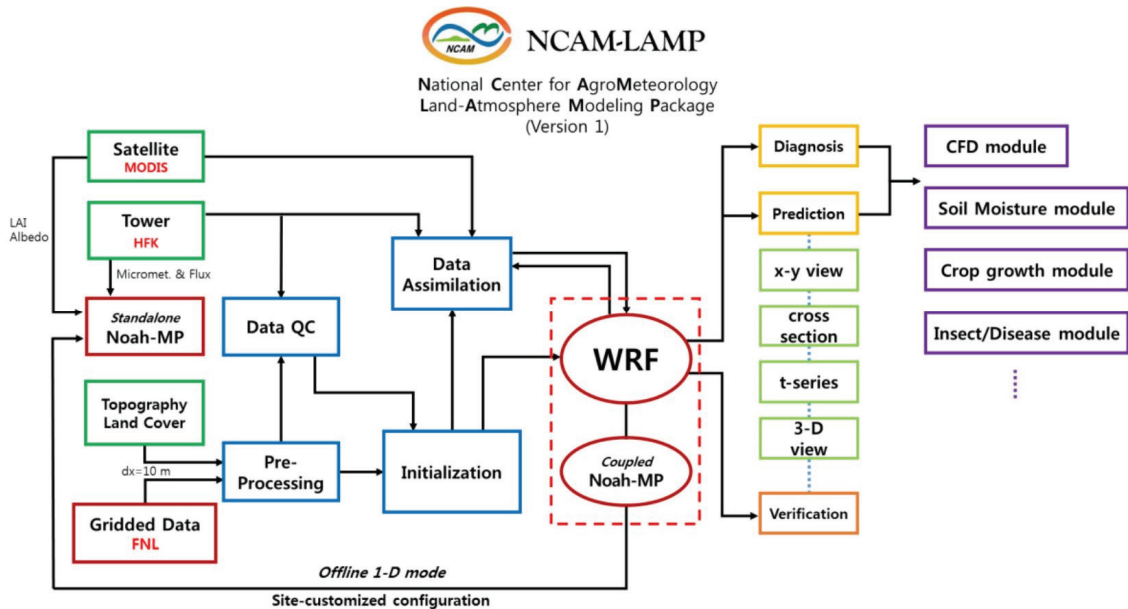 NCAM
NCAM-LAMP
National Center for AgroMeteorology
Land-Atmosphere Modeling Package
(Version 1)
Satellite
MODIS
LAI
Albedo
Tower
HFK
Micromet. & Flux
Standalone
Noah-MP
Topography
Land Cover
dx=10 m
Gridded Data
FNL
Data QC
Pre-
Processing
Data
Assimilation
Initialization
WRF
Coupled
Noah-MP
Offline 1-D mode
Site-customized configuration
Diagnosis
Prediction
x-y view
cross
section
t-series
3-D
view
Verification
CFD module
Soil Moisture module
Crop growth module
Insect/Disease module